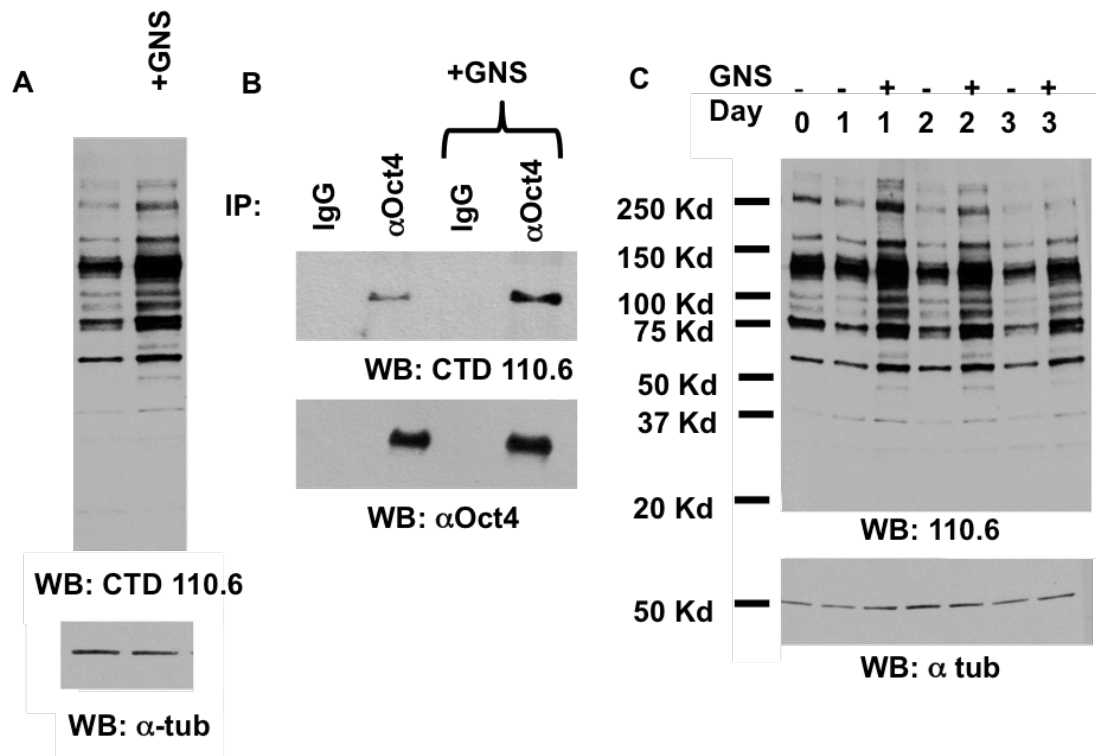 A
+GNS
WB: CTD 110.6
WB: α-tub
B
+GNS
IP:
IgG
αOct4
IgG
αOct4
WB: CTD 110.6
WB: αOct4
C
GNS - - + - + - +
Day 0 1 1 2 2 3 3
250 Kd
150 Kd
100 Kd
75 Kd
50 Kd
37 Kd
20 Kd
WB: 110.6
50 Kd
WB: α tub